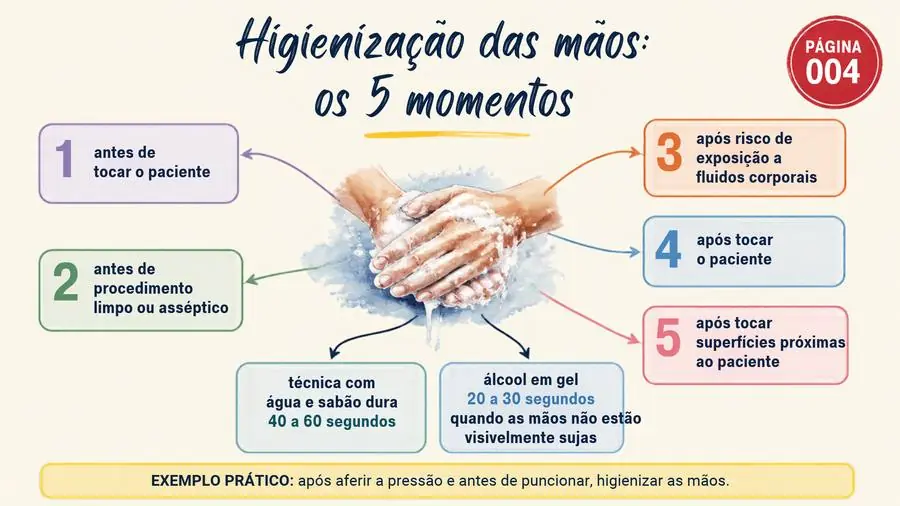 Higienização das mãos:
os 5 momentos
PÁGINA
004
1
antes de
tocar o paciente
2
antes de
procedimento
limpo ou asséptico
3
após risco de
exposição a
fluidos corporais
4
após tocar
o paciente
5
após tocar
superfícies próximas
ao paciente
técnica com
água e sabão dura
40 a 60 segundos
álcool em gel
20 a 30 segundos
quando as mãos não estão
visivelmente sujas
EXEMPLO PRÁTICO: após aferir a pressão e antes de puncionar, higienizar as mãos.